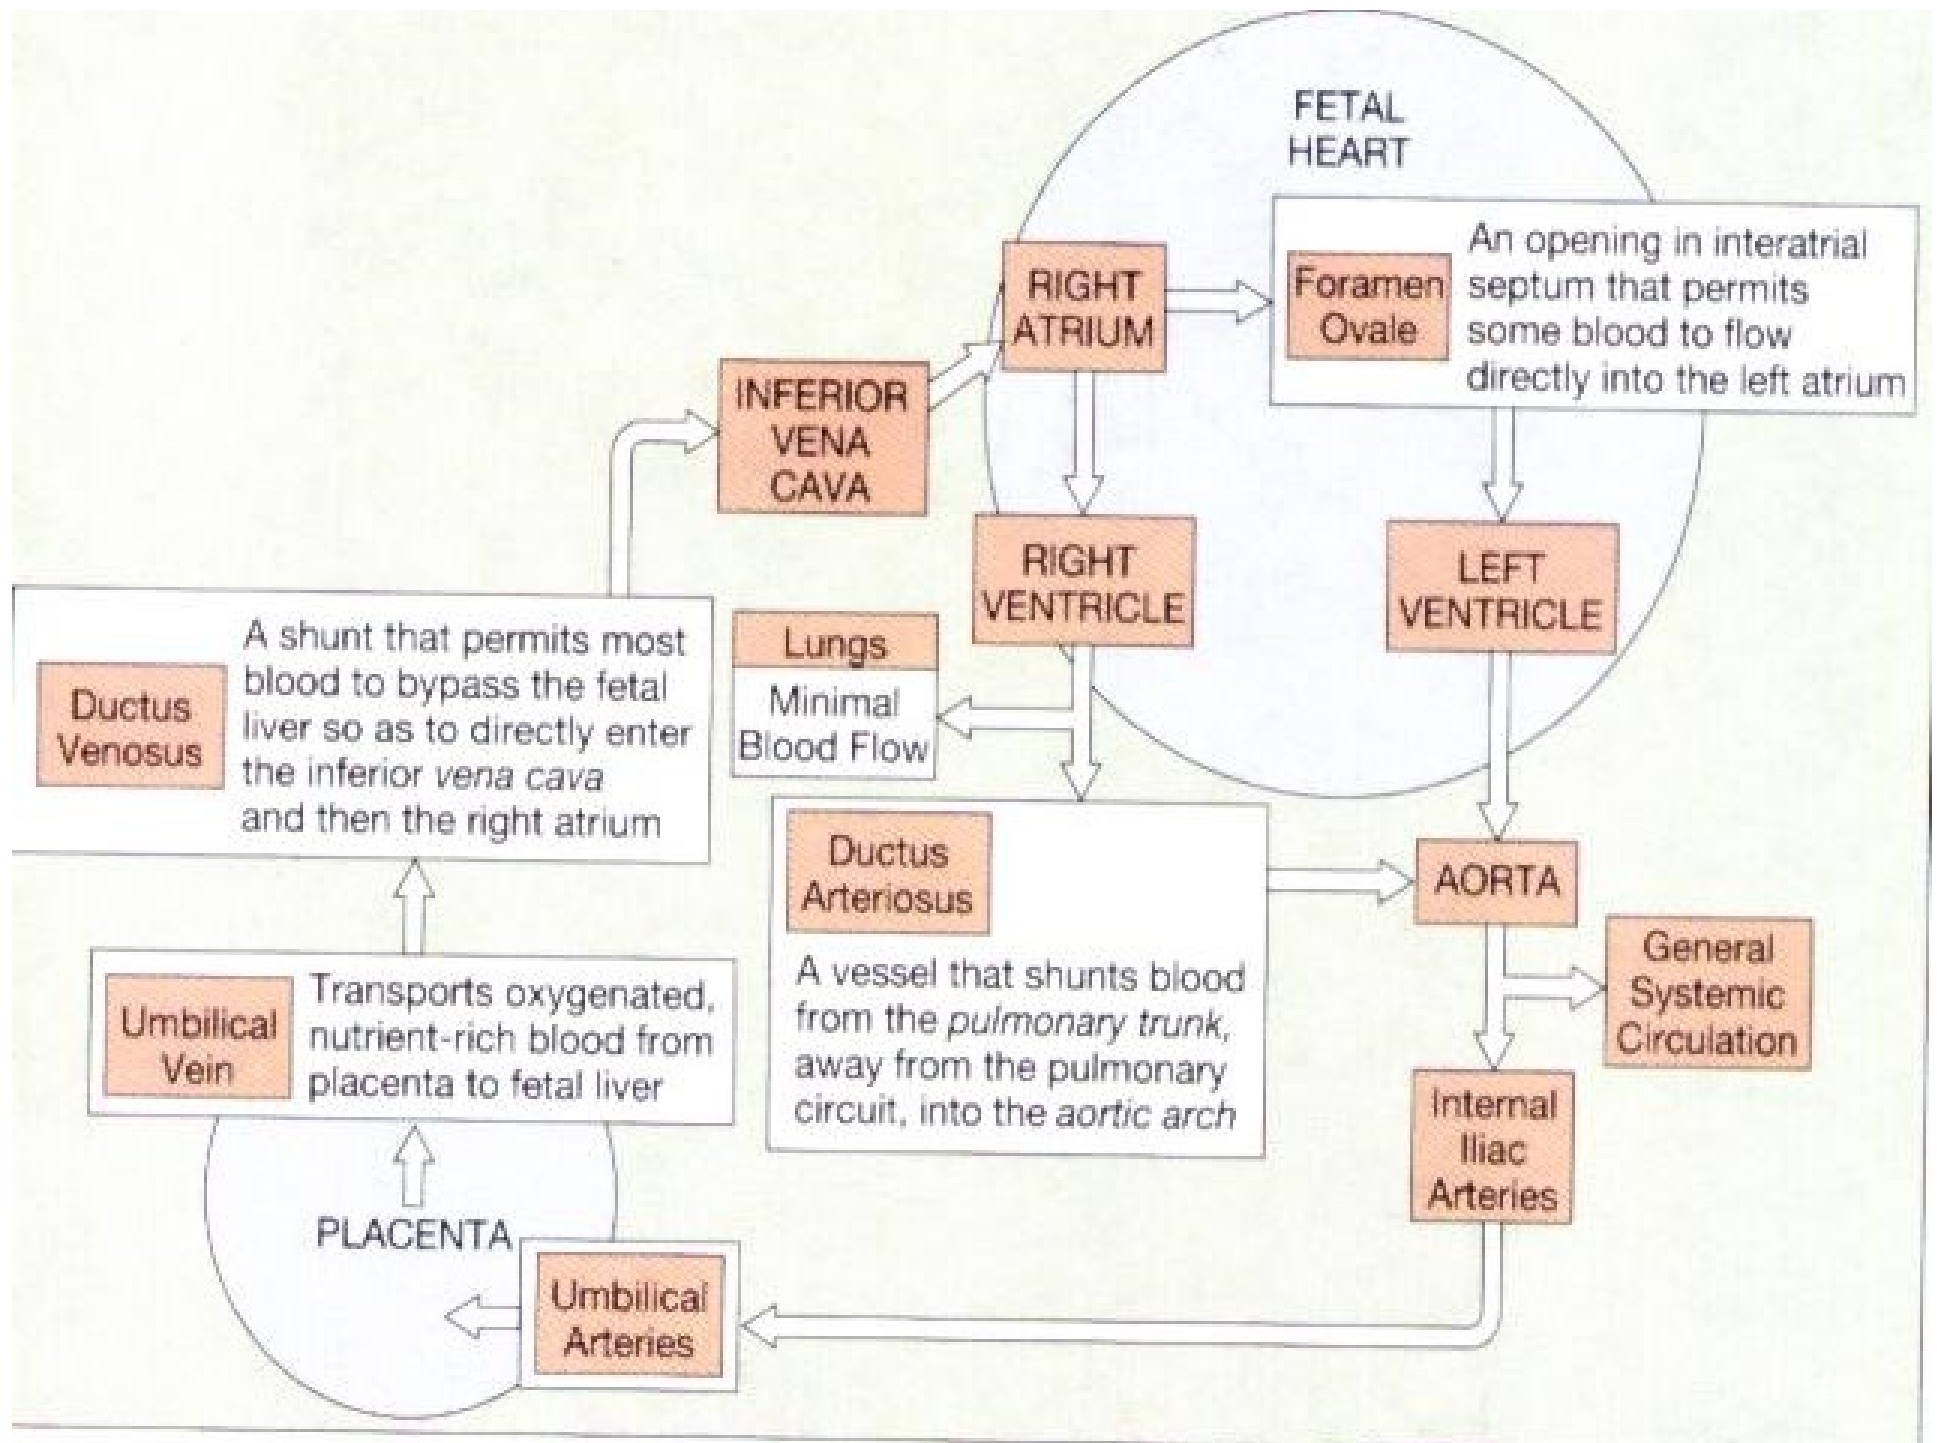 FETAL
HEART
RIGHT
ATRIUM
Foramen
Ovale
An opening in interatrial
septum that permits
some blood to flow
directly into the left atrium
INFERIOR
VENA
CAVA
RIGHT
VENTRICLE
LEFT
VENTRICLE
Lungs
Minimal
Blood Flow
Ductus
Venosus
A shunt that permits most
blood to bypass the fetal
liver so as to directly enter
the inferior vena cava
and then the right atrium
Ductus
Arteriosus
A vessel that shunts blood
from the pulmonary trunk,
away from the pulmonary
circuit, into the aortic arch
AORTA
General
Systemic
Circulation
Umbilical
Vein
Transports oxygenated,
nutrient-rich blood from
placenta to fetal liver
Internal
Iliac
Arteries
PLACENTA
Umbilical
Arteries